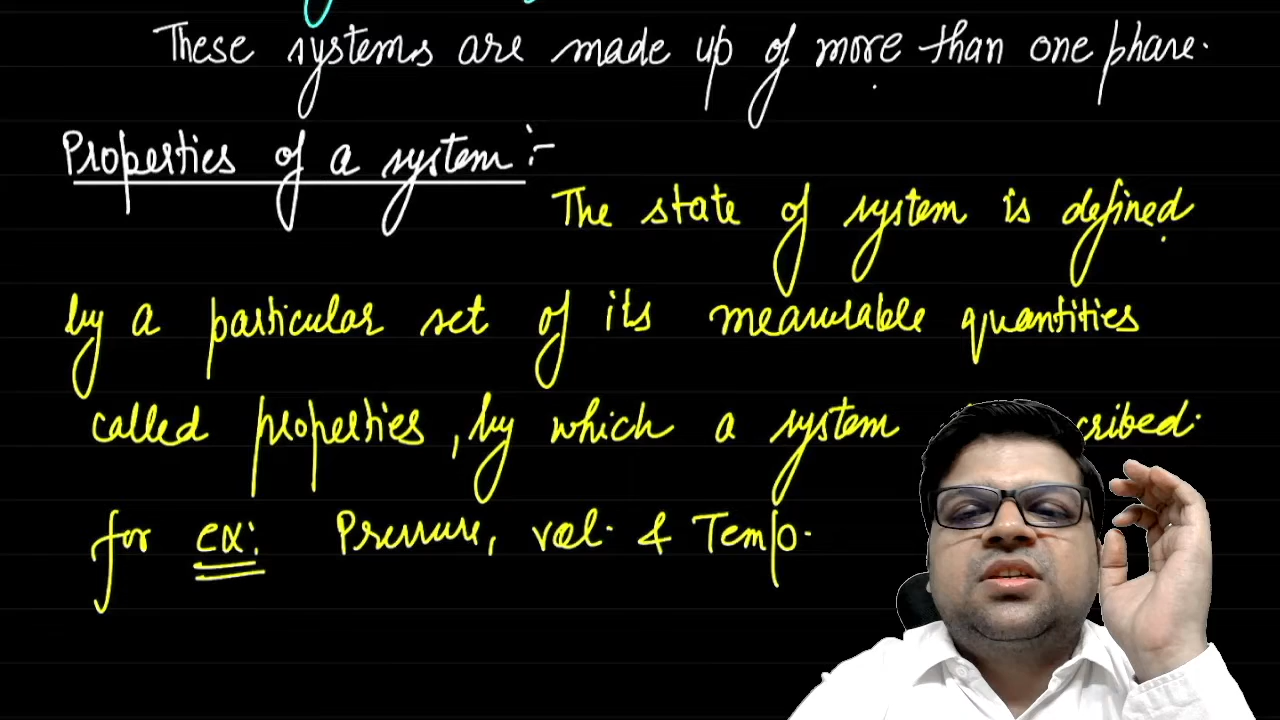 These systems are made up of more than one phase.
Properties of a system :-
The state of system is defined
by a particular set of its measurable quantities
called properties, by which a system cribed.
for ex: Pressure, vol. & Temp.